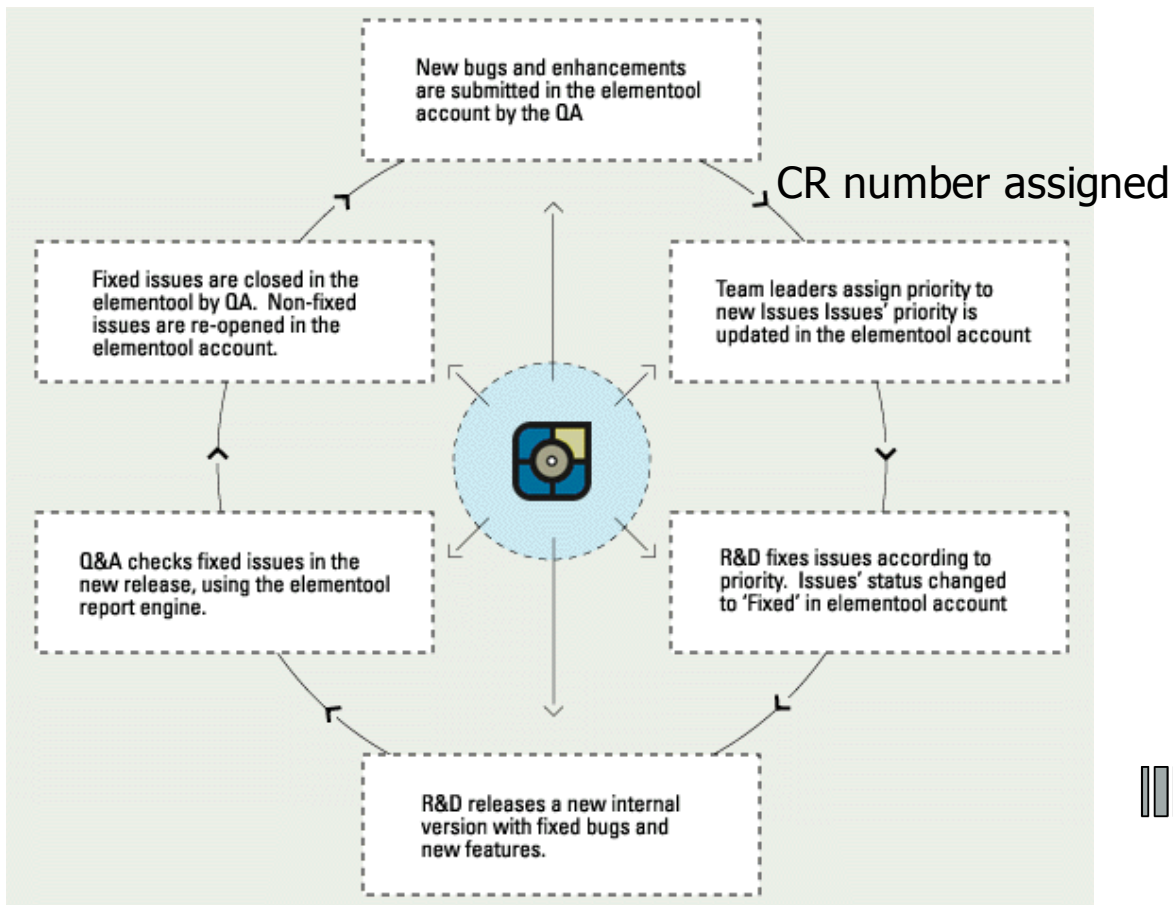 New bugs and enhancements
are submitted in the elementool
account by the QA
CR number assigned
Team leaders assign priority to
new Issues Issues' priority is
updated in the elementool account
R&D fixes issues according to
priority. Issues' status changed
to 'Fixed' in elementool account
R&D releases a new internal
version with fixed bugs and
new features.
Q&A checks fixed issues in the
new release, using the elementool
report engine.
Fixed issues are closed in the
elementool by QA. Non-fixed
issues are re-opened in the
elementool account.